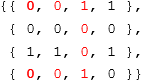 {{ 0, 0, 1, 1 },
{ 0, 0, 0, 0 },
{ 1, 1, 0, 1 },
{ 0, 0, 1, 0 }}